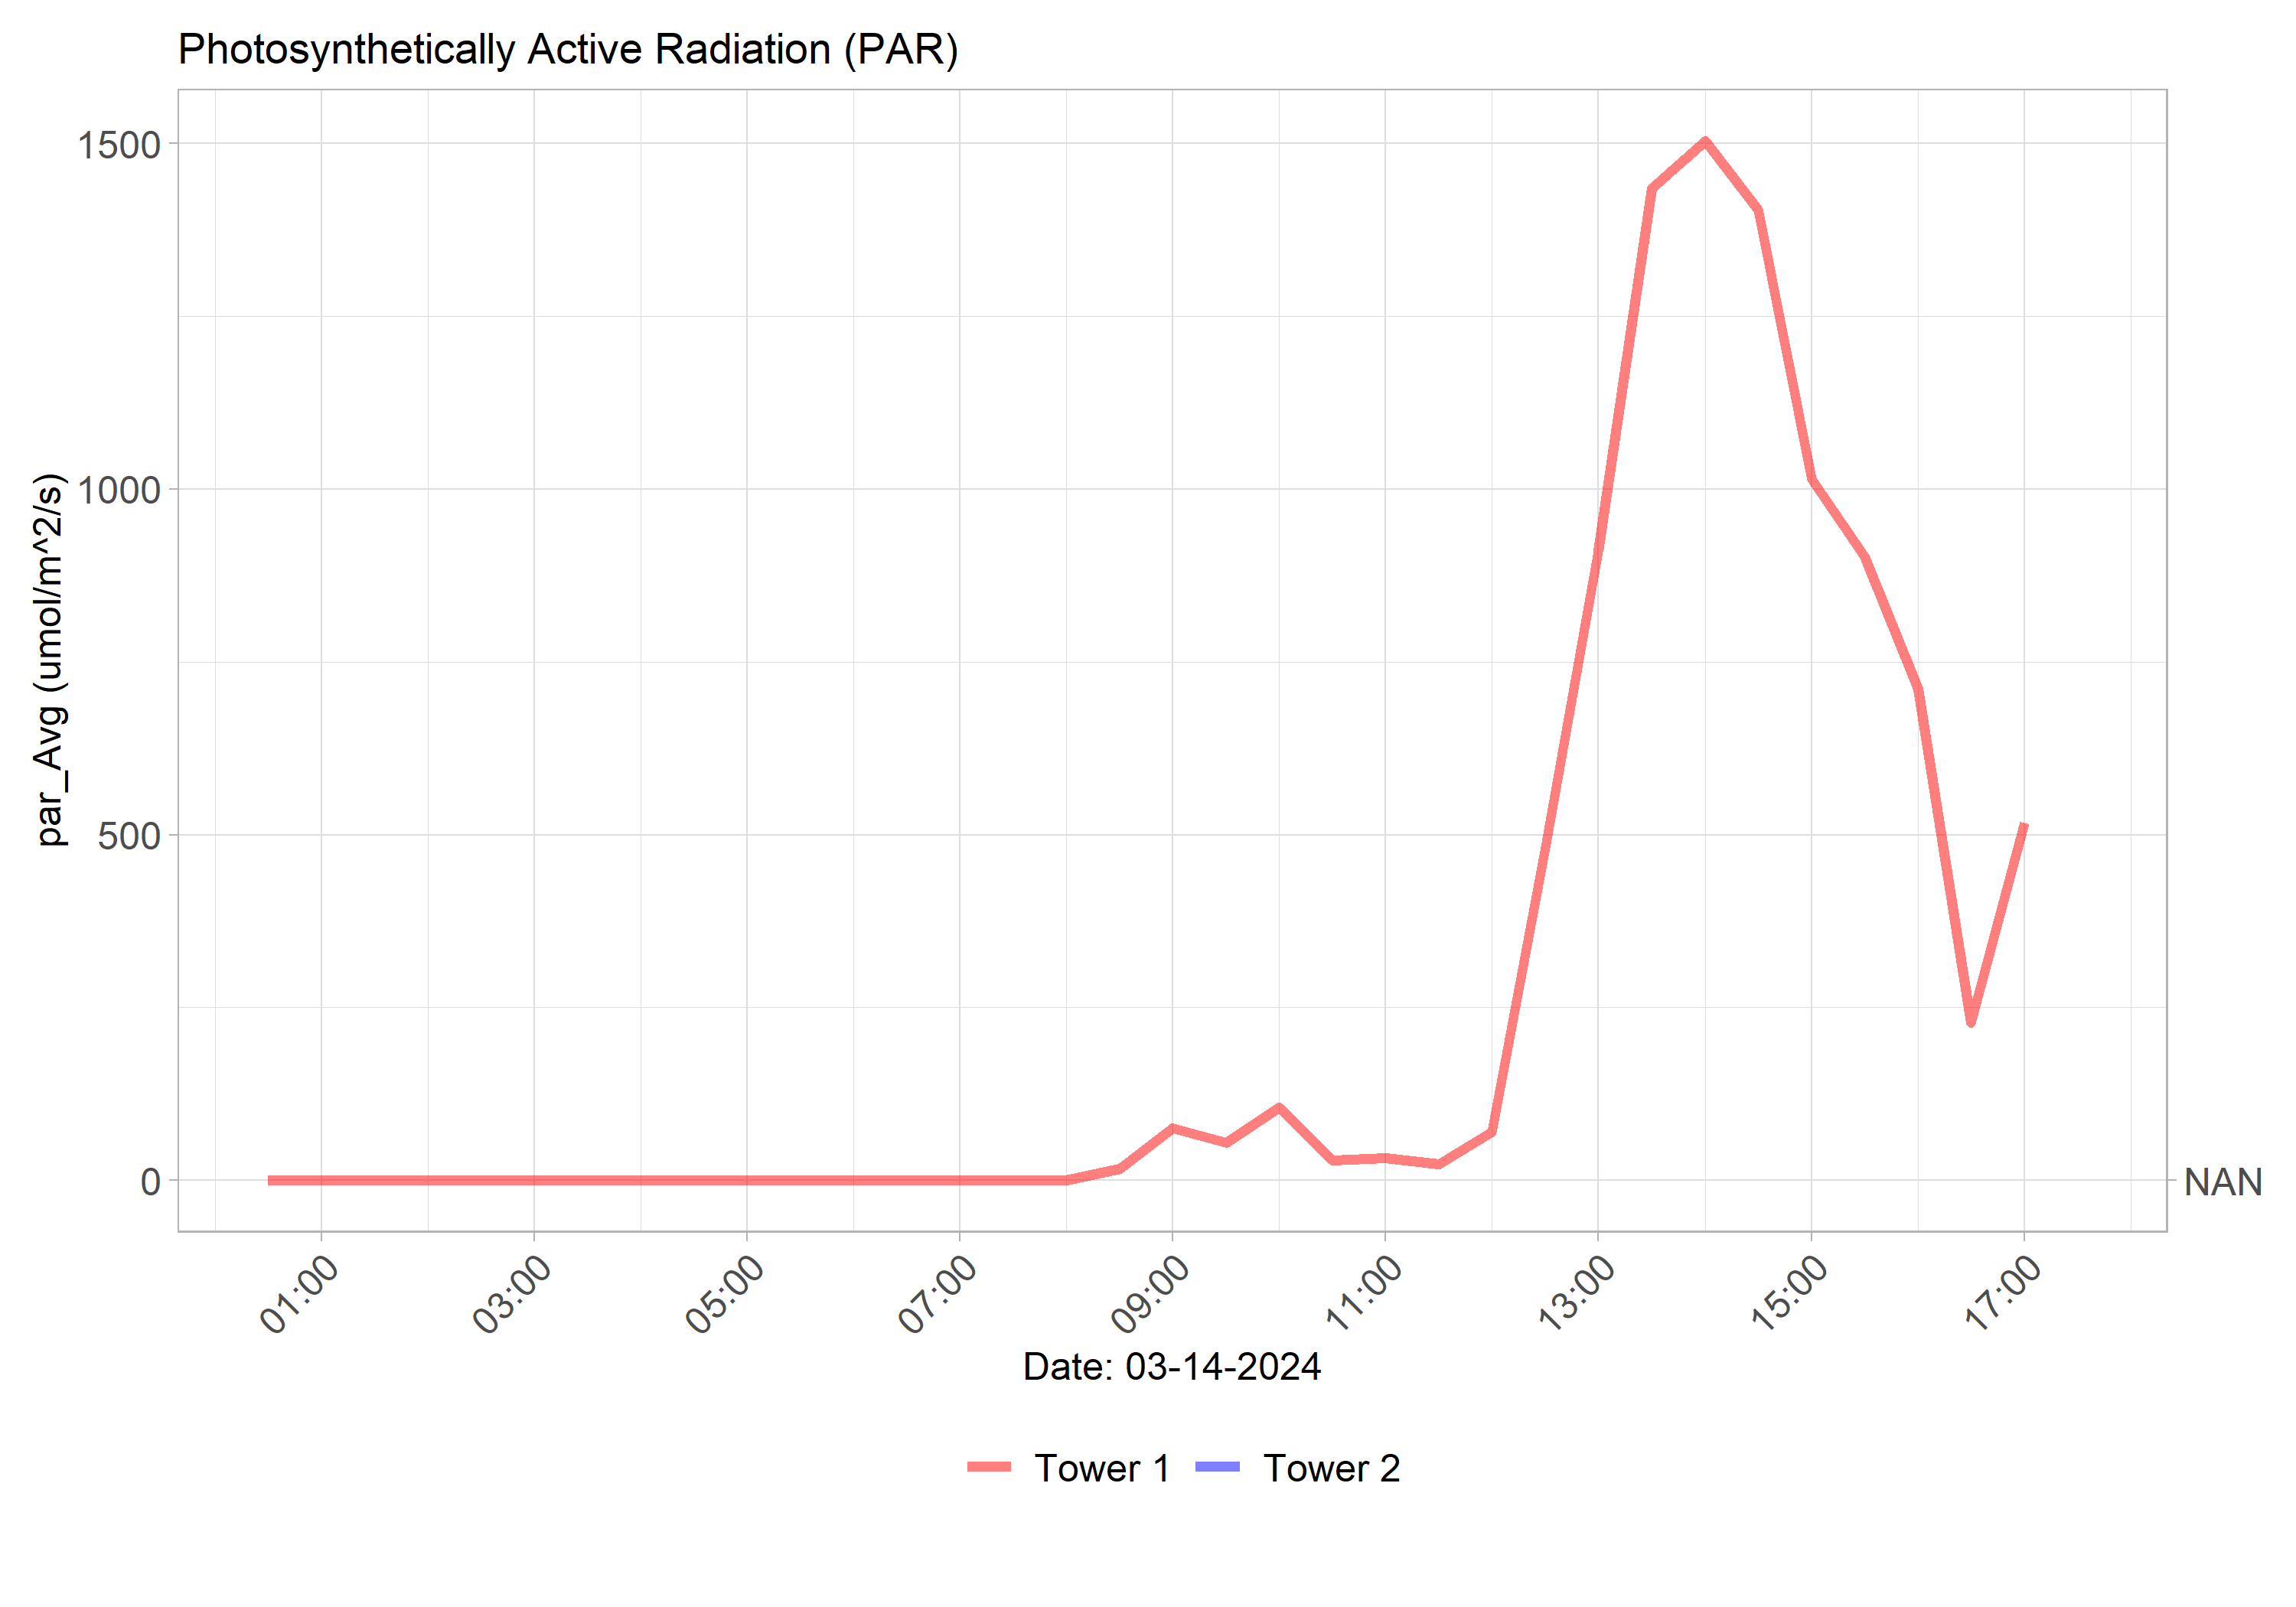 Photosynthetically Active Radiation (PAR)
par_Avg (umol/m^2/s)
1500
1000
500
0
NAN
01:00
03:00
05:00
07:00
09:00
11:00
13:00
15:00
17:00
Date: 03-14-2024
Tower 1
Tower 2